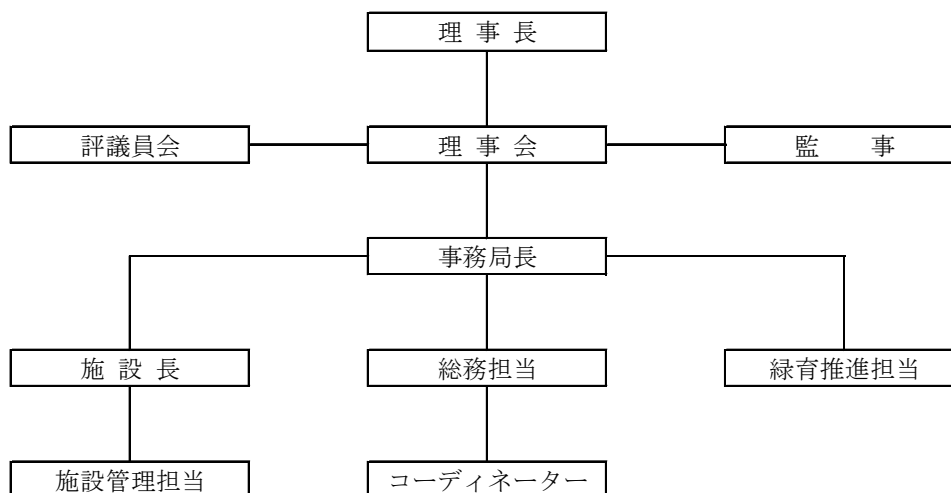 理事長
評議員会
理事会
監事
事務局長
施設長
総務担当
緑育推進担当
施設管理担当
コーディネーター